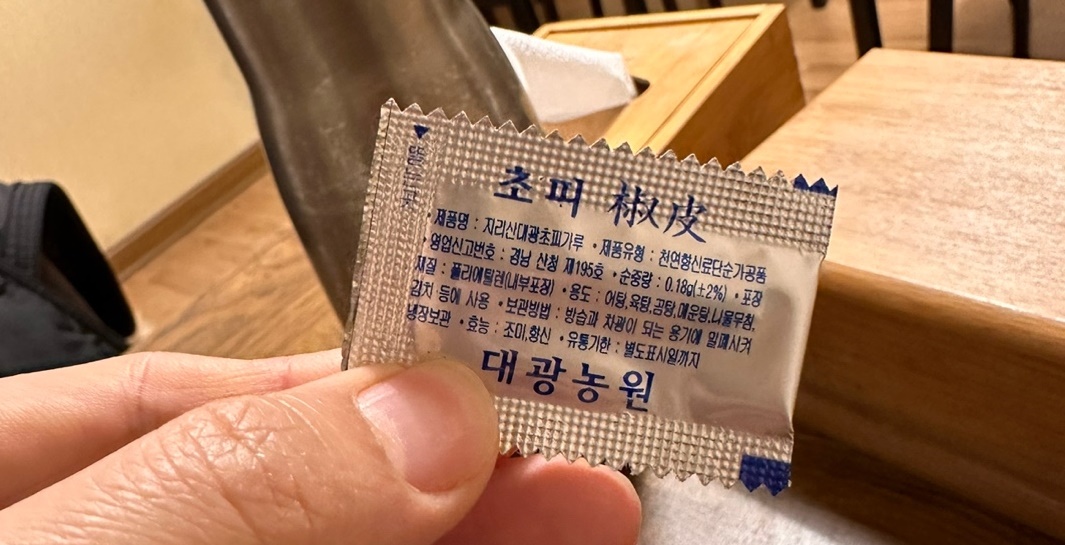 초피 椒皮
• 제품명 : 지리산대광초피가루 • 제품유형 : 천연향신료단순가공품
• 영업신고번호 : 경남 산청 제195호 • 순중량 : 0.18g(±2%) • 포장
재질 : 폴리에틸렌(내부포장) • 용도 : 어탕,육탕,곰탕,매운탕,나물무침,
김치 등에 사용 • 보관방법 : 방습과 차광이 되는 용기에 밀폐시켜
냉장보관 • 효능 : 조미,향신 • 유통기한 : 별도표시일까지
대광농원